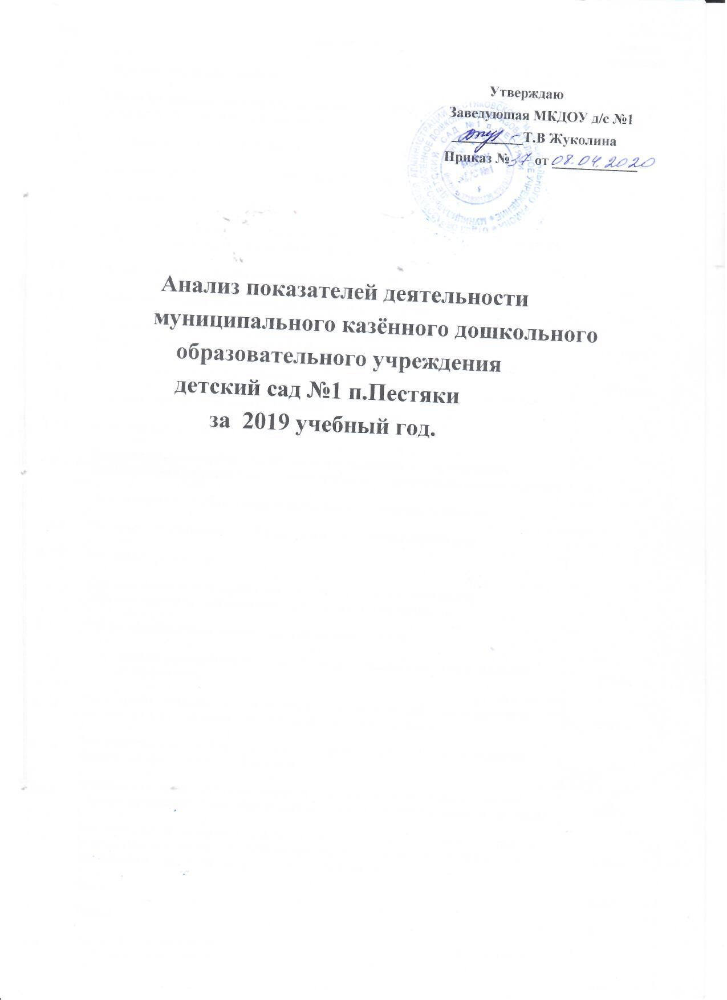 Утверждаю
Заведующая МКДОУ д/с №1
Т.В Жуколина
Приказ № 37 от 08.04.2020
Анализ показателей деятельности
муниципального казённого дошкольного
образовательного учреждения
детский сад №1 п.Пестяки
за 2019 учебный год.